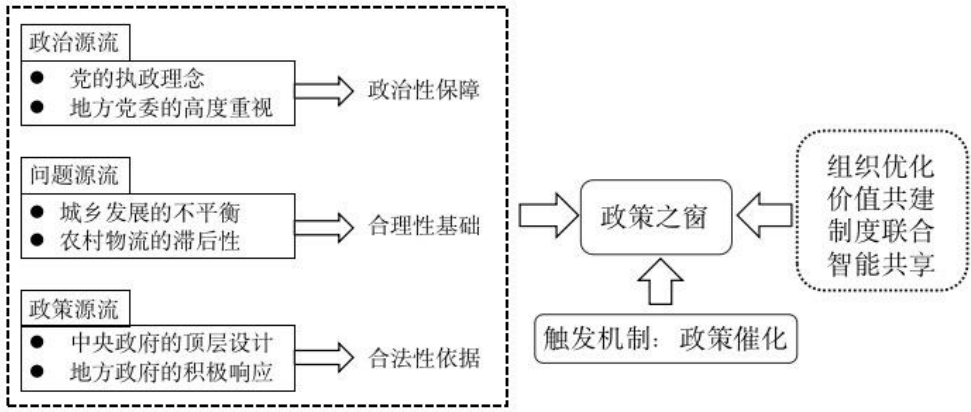 政治源流
党的执政理念
地方党委的高度重视
政治性保障
问题源流
城乡发展的不平衡
农村物流的滞后性
合理性基础
政策源流
中央政府的顶层设计
地方政府的积极响应
合法性依据
政策之窗
触发机制：政策催化
组织优化
价值共建
制度联合
智能共享